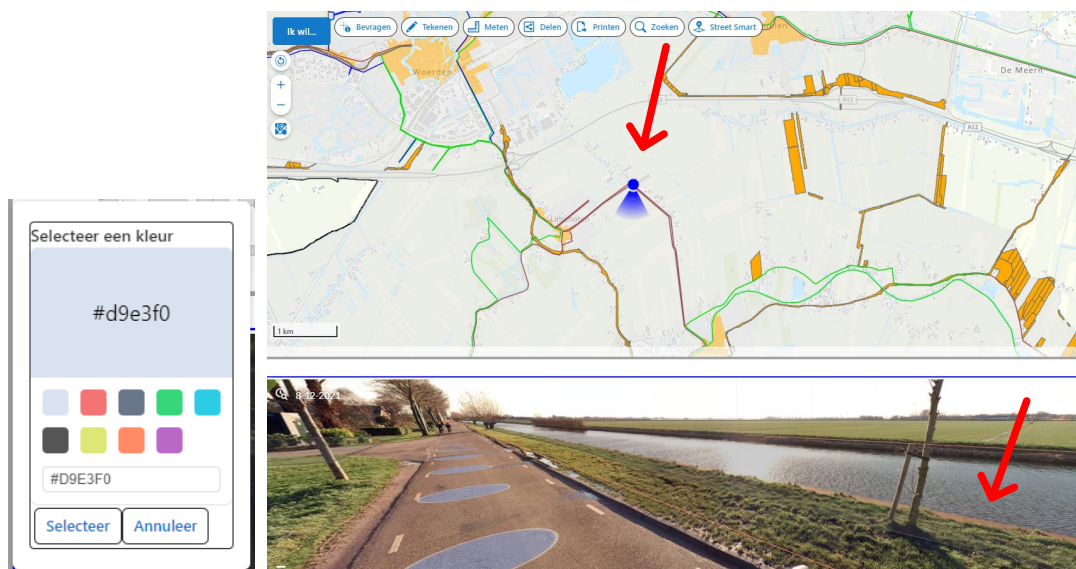 Selecteer een kleur
#d9e3f0
#D9E3F0
Selecteer Annuleer
Ik wil...
Bevragen Tekenen Meten Delen Printen Zoeken Street Smart
Woerden
De Meern
A12
A12
1 km
8-12-2021